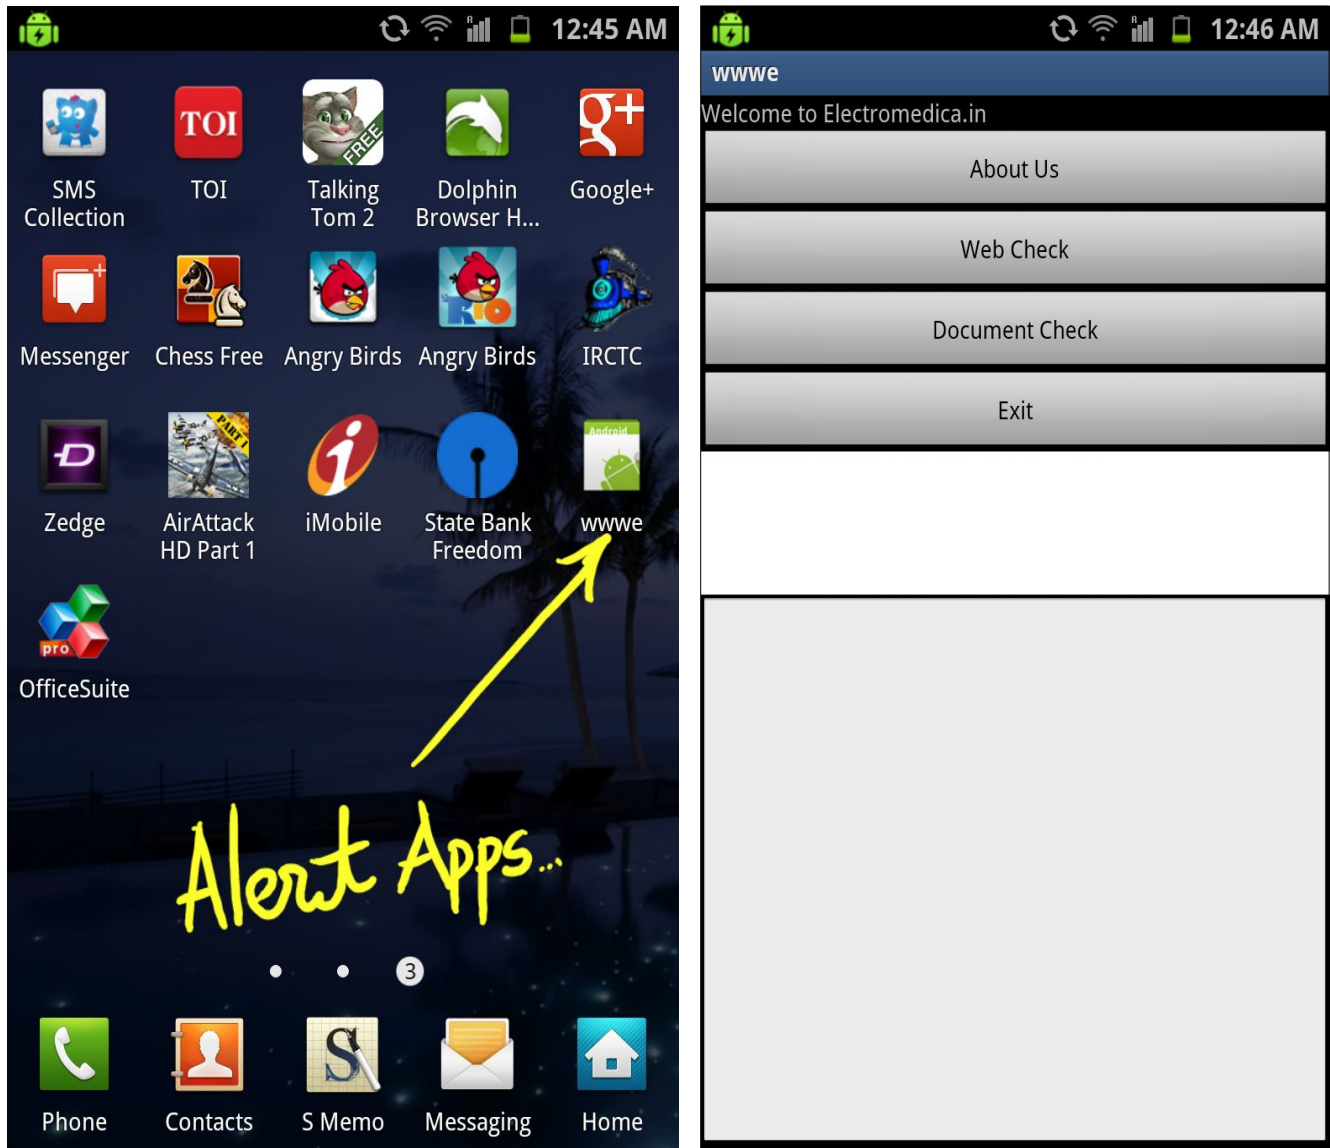 12:45 AM
TOI
FREE
g+
SMS Collection
TOI
Talking Tom 2
Dolphin Browser H...
Google+
RIO
Messenger
Chess Free
Angry Birds
Angry Birds
IRCTC
PART 1
Android
Zedge
AirAttack HD Part 1
iMobile
State Bank Freedom
wwwe
pro
OfficeSuite
Alert Apps...
3
S
Phone
Contacts
S Memo
Messaging
Home
12:46 AM
wwwe
Welcome to Electromedica.in
About Us
Web Check
Document Check
Exit